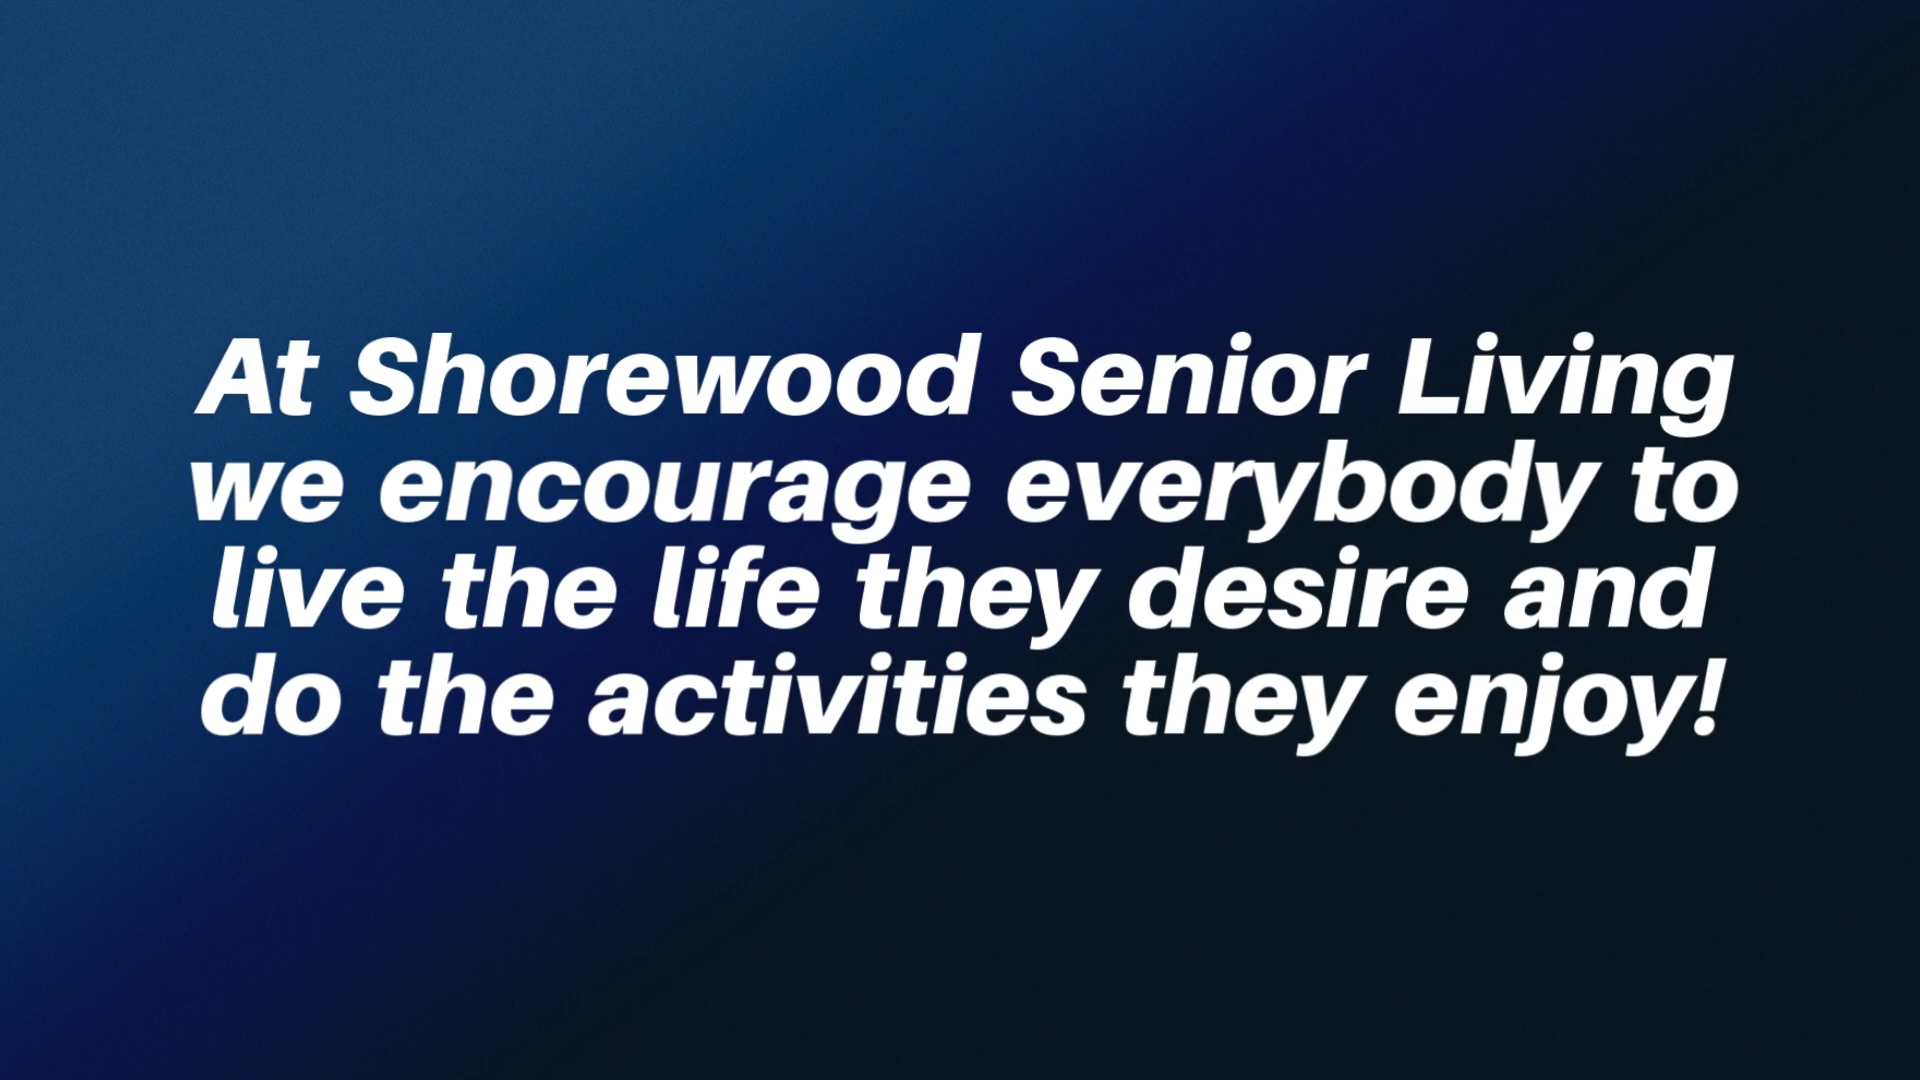 At Shorewood Senior Living
we encourage everybody to
live the life they desire and
do the activities they enjoy!